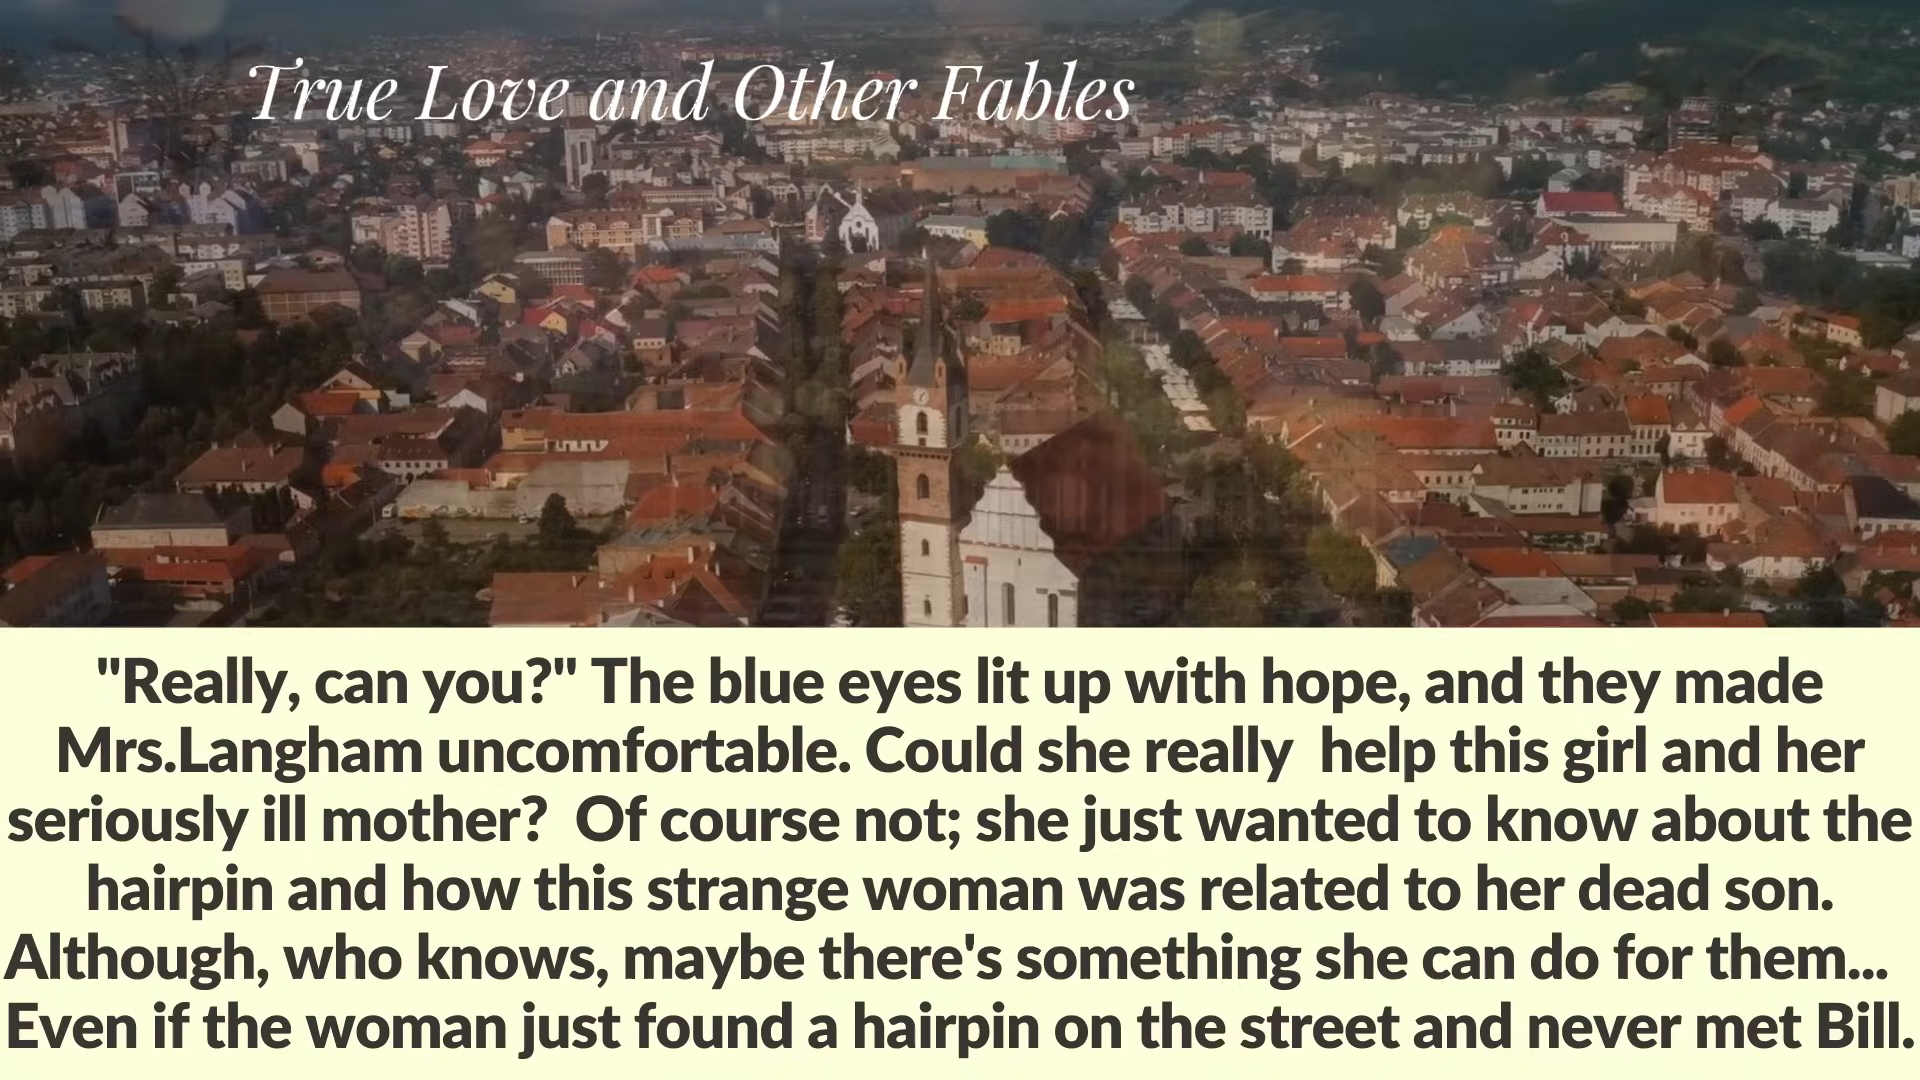 True Love and Other Fables
"Really, can you?" The blue eyes lit up with hope, and they made
Mrs.Langham uncomfortable. Could she really  help this girl and her
seriously ill mother?  Of course not; she just wanted to know about the
hairpin and how this strange woman was related to her dead son.
Although, who knows, maybe there's something she can do for them...
Even if the woman just found a hairpin on the street and never met Bill.